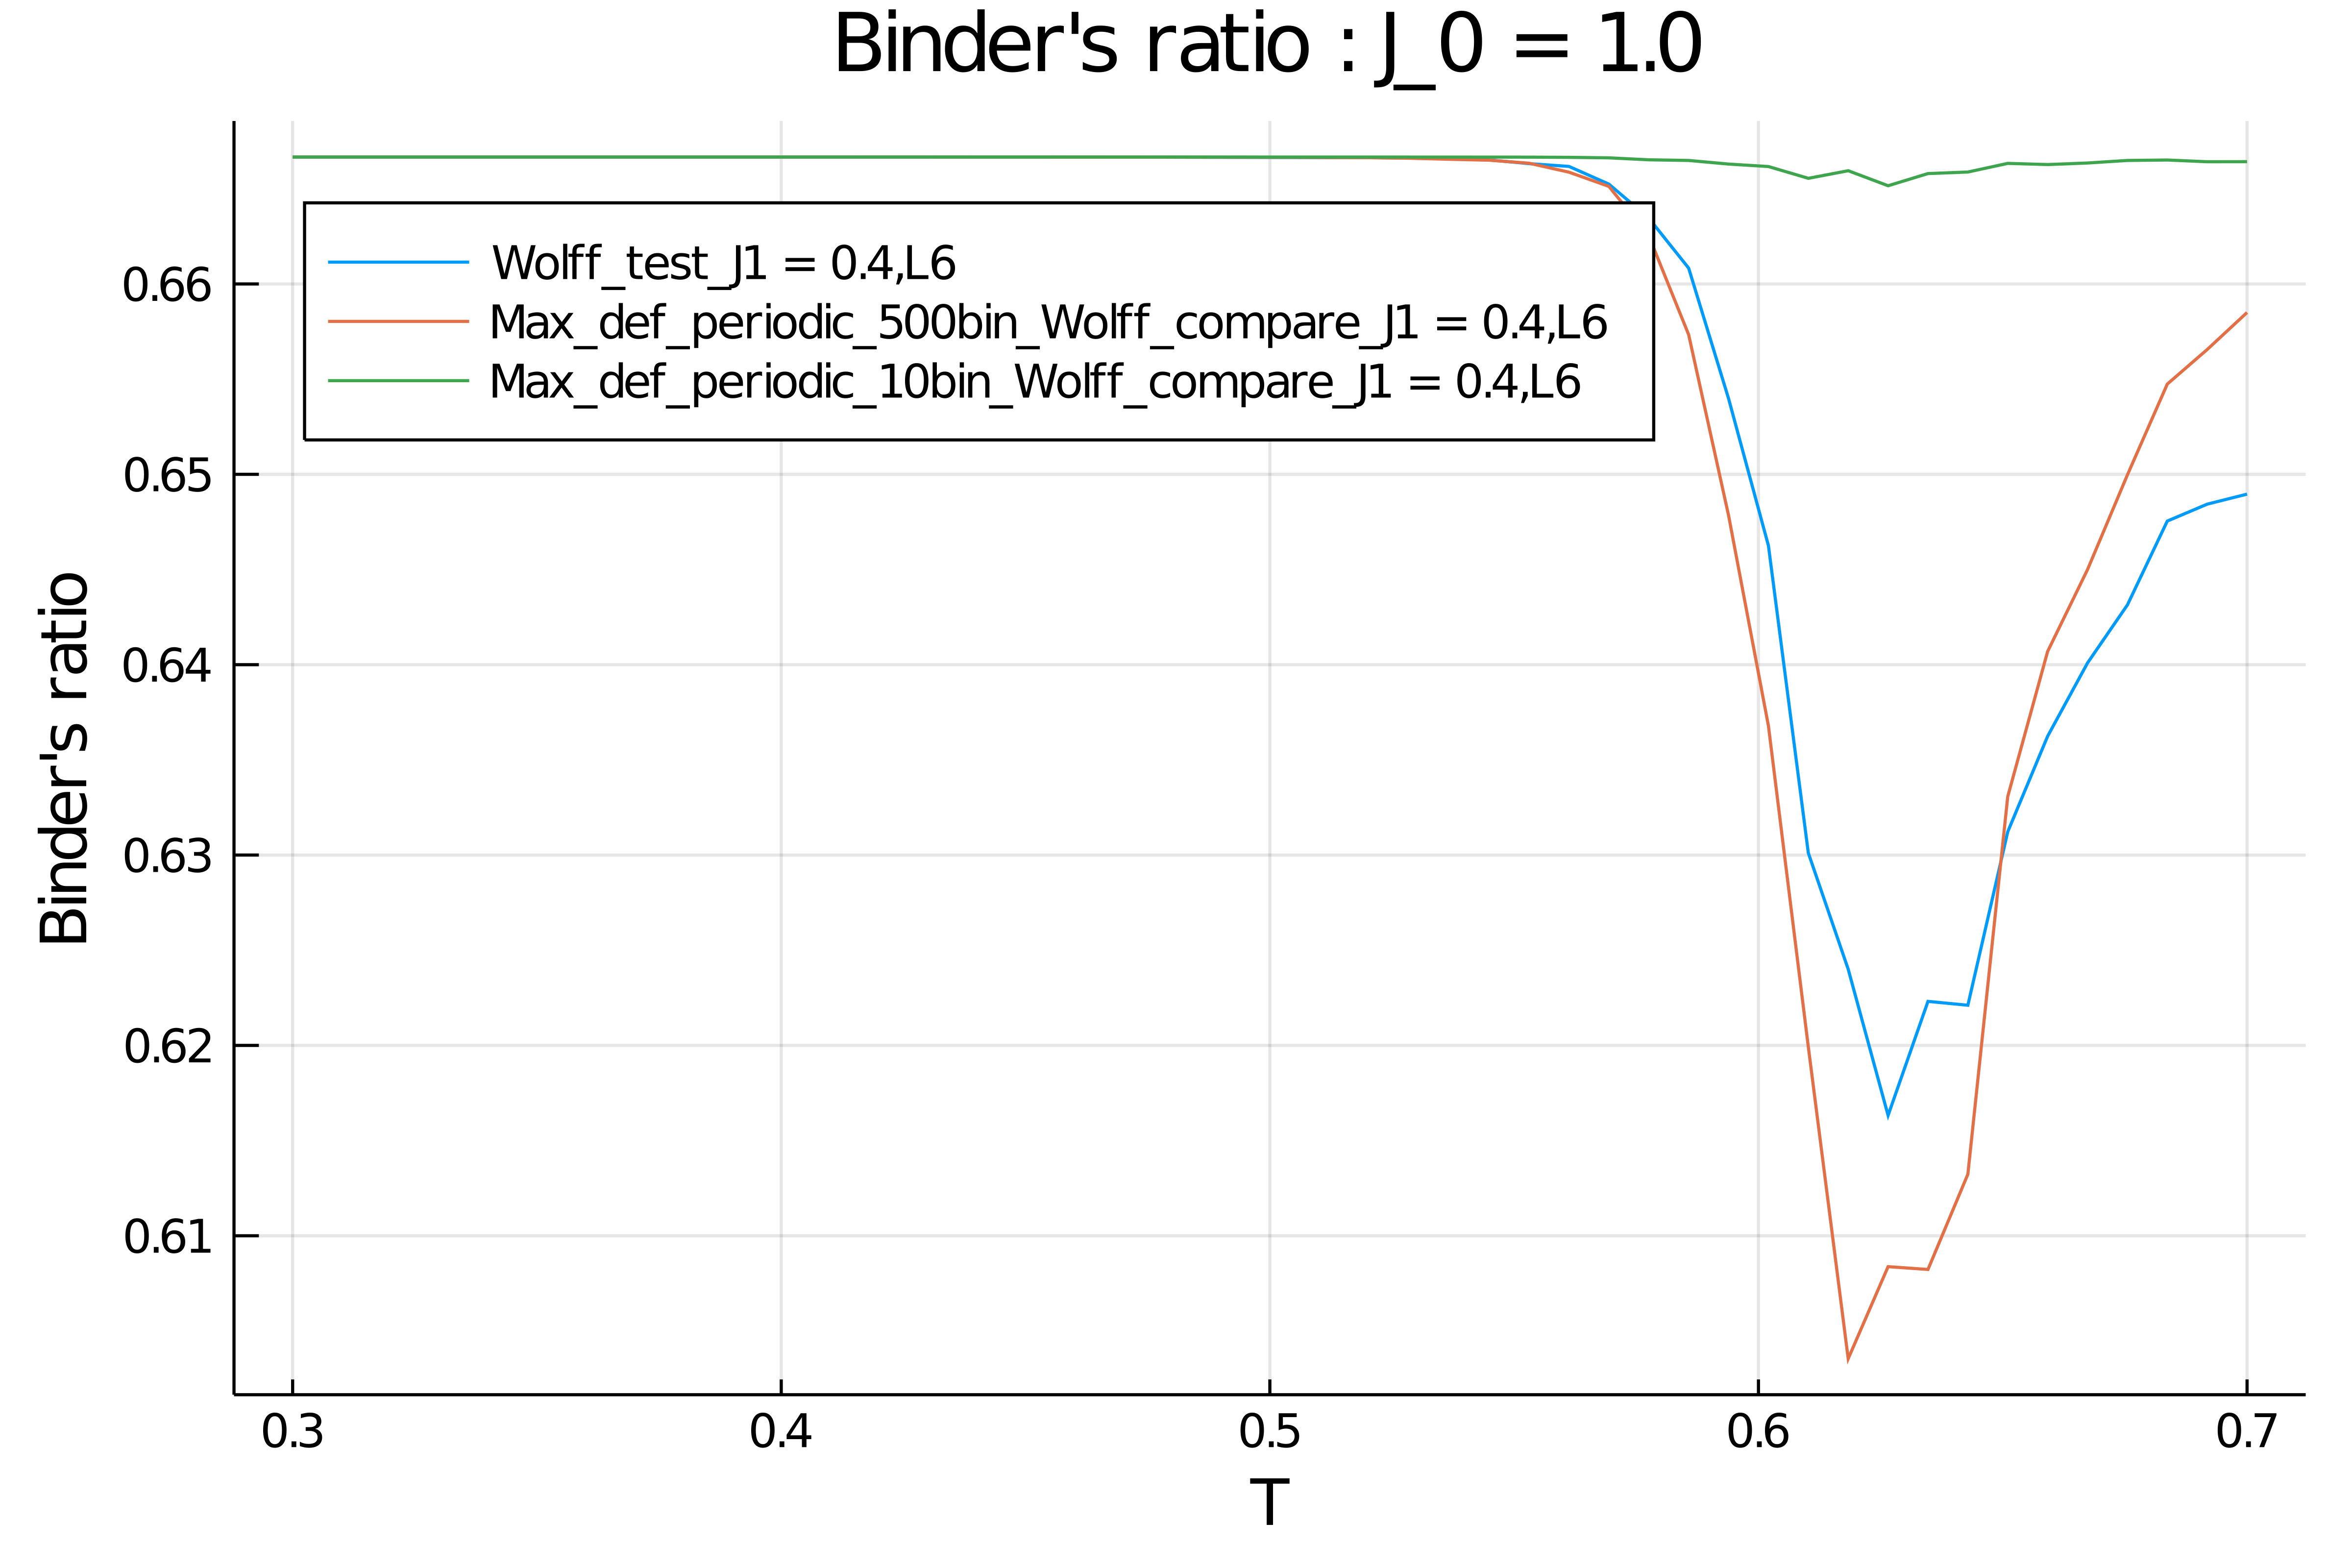 Binder's ratio : J_0 = 1.0
Binder's ratio
0.66
0.65
0.64
0.63
0.62
0.61
Wolff_test_J1 = 0.4,L6
Max_def_periodic_500bin_Wolff_compare_J1 = 0.4,L6
Max_def_periodic_10bin_Wolff_compare_J1 = 0.4,L6
0.3 0.4 0.5 0.6 0.7
T